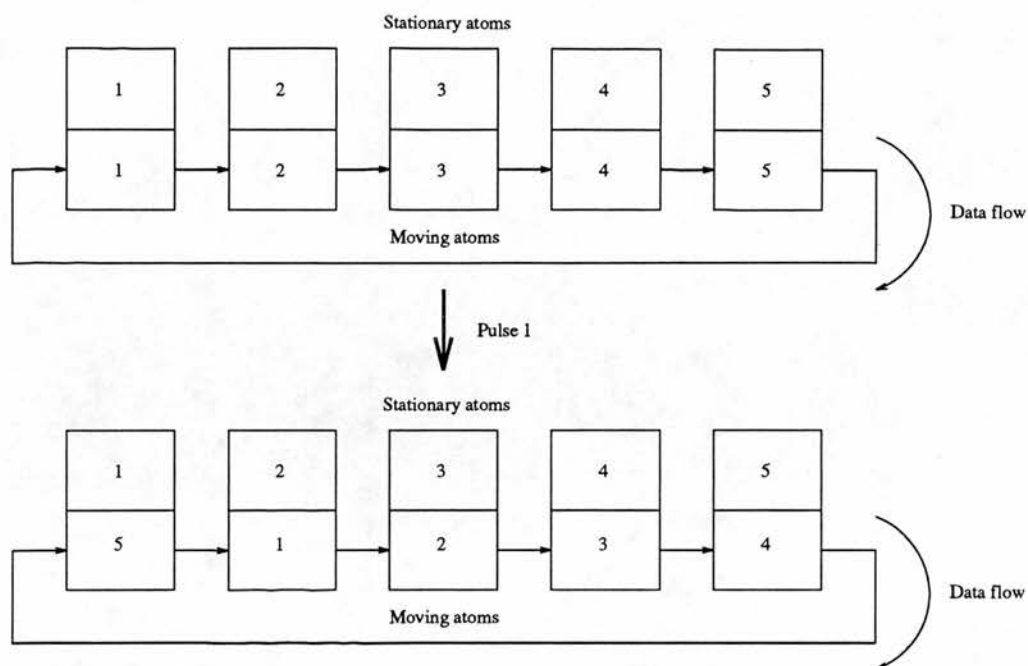 Stationary atoms
1 2 3 4 5
1 2 3 4 5
Data flow
Moving atoms
Pulse 1
Stationary atoms
1 2 3 4 5
5 1 2 3 4
Data flow
Moving atoms